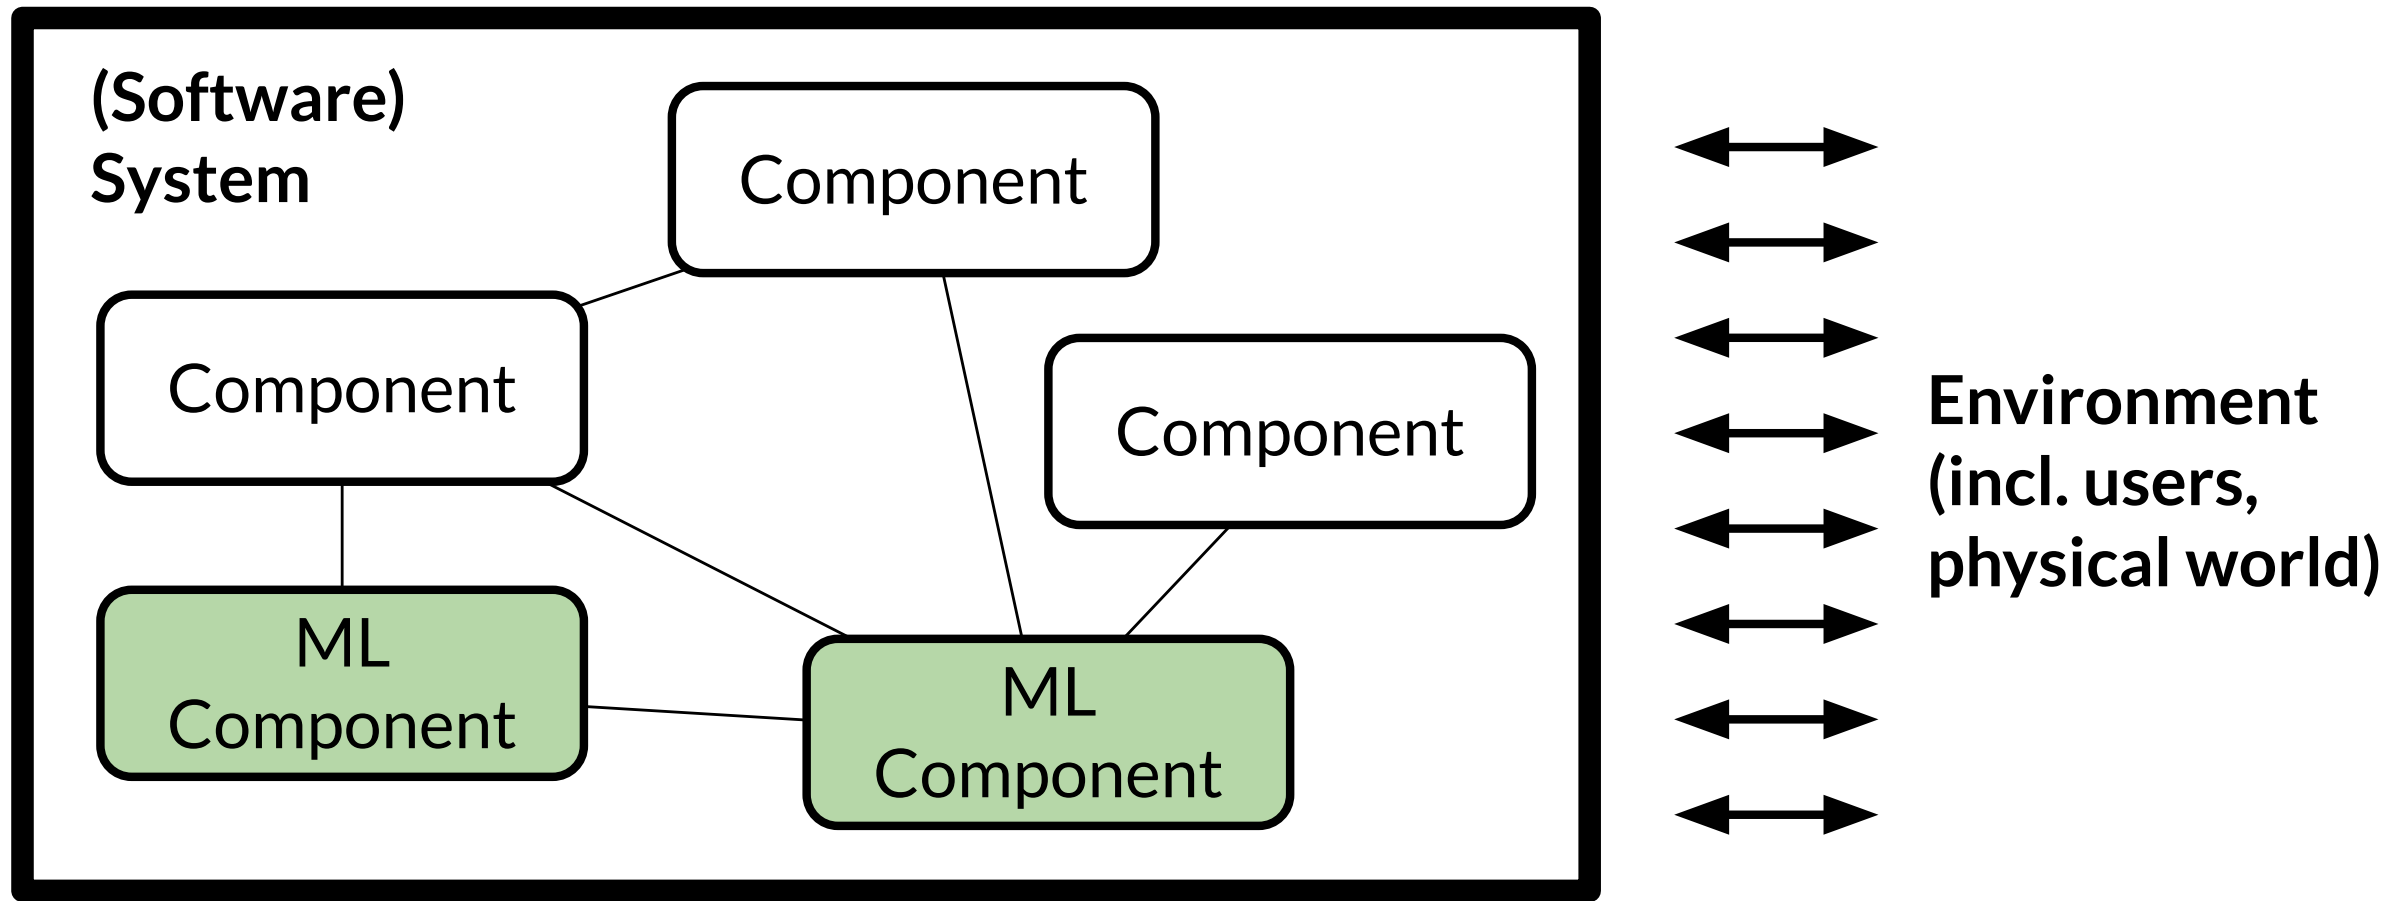 (Software)
System
Component
Component
Component
ML
Component
ML
Component
Environment
(incl. users,
physical world)